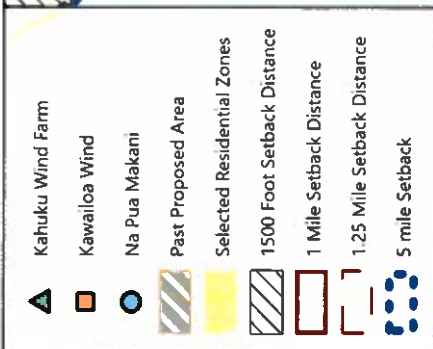 Kahuku Wind Farm
Kawailoa Wind
Na Pua Makani
Past Proposed Area
Selected Residential Zones
1500 Foot Setback Distance
1 Mile Setback Distance
1.25 Mile Setback Distance
5 mile Setback